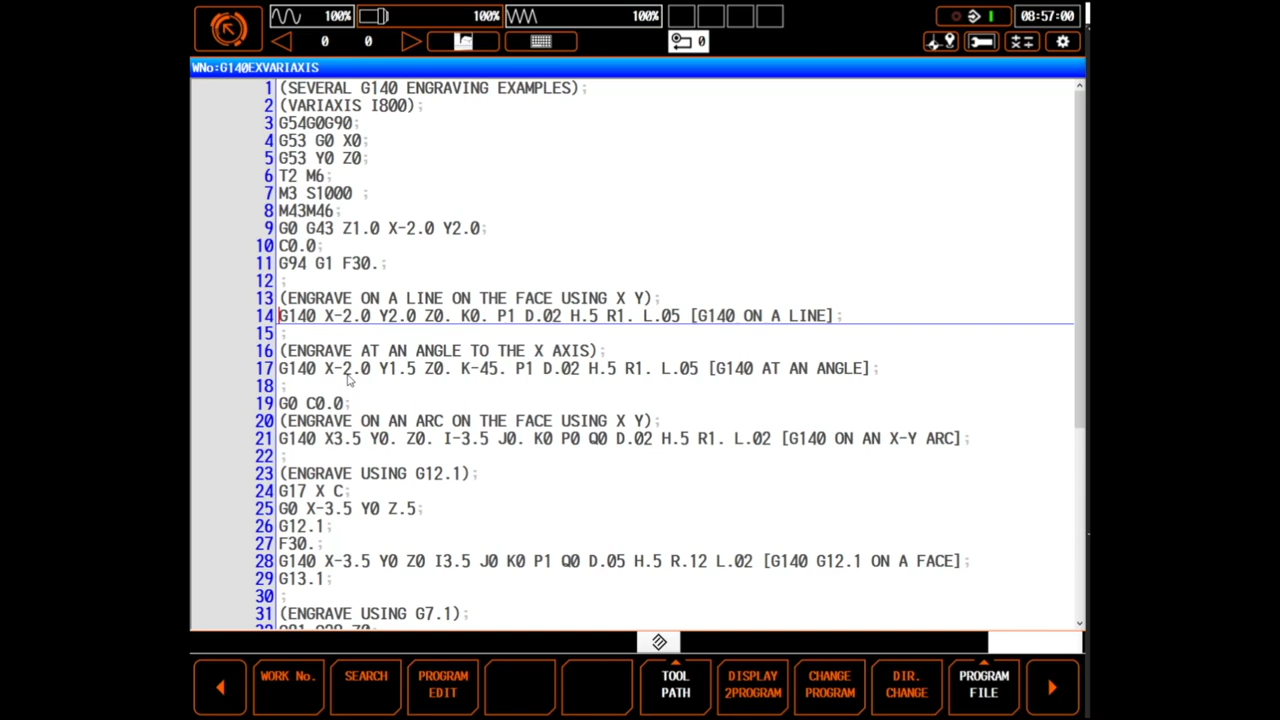 100% 100% 100% 08:57:00
0 0 0
WNo:G140EXVARIAXIS
1 (SEVERAL G140 ENGRAVING EXAMPLES);
2 (VARIAXIS I800);
3 G54G0G90;
4 G53 G0 X0;
5 G53 Y0 Z0;
6 T2 M6;
7 M3 S1000 ;
8 M43M46;
9 G0 G43 Z1.0 X-2.0 Y2.0;
10 C0.0;
11 G94 G1 F30.;
12 ;
13 (ENGRAVE ON A LINE ON THE FACE USING X Y);
14 G140 X-2.0 Y2.0 Z0. K0. P1 D.02 H.5 R1. L.05 [G140 ON A LINE];
15 ;
16 (ENGRAVE AT AN ANGLE TO THE X AXIS);
17 G140 X-2.0 Y1.5 Z0. K-45. P1 D.02 H.5 R1. L.05 [G140 AT AN ANGLE];
18 ;
19 G0 C0.0;
20 (ENGRAVE ON AN ARC ON THE FACE USING X Y);
21 G140 X3.5 Y0. Z0. I-3.5 J0. K0 P0 Q0 D.02 H.5 R1. L.02 [G140 ON AN X-Y ARC];
22 ;
23 (ENGRAVE USING G12.1);
24 G17 X C;
25 G0 X-3.5 Y0 Z.5;
26 G12.1;
27 F30.;
28 G140 X-3.5 Y0 Z0 I3.5 J0 K0 P1 Q0 D.05 H.5 R.12 L.02 [G140 G12.1 ON A FACE];
29 G13.1;
30 ;
31 (ENGRAVE USING G7.1);
WORK No. SEARCH PROGRAM EDIT TOOL PATH DISPLAY 2PROGRAM CHANGE PROGRAM DIR. CHANGE PROGRAM FILE